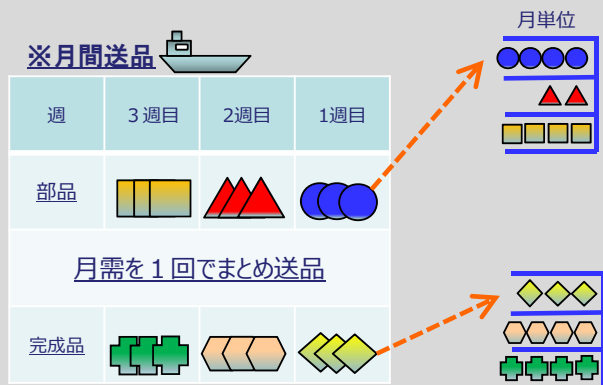 月単位
※月間送品
週 3週目 2週目 1週目
部品
月需を1回でまとめ送品
完成品